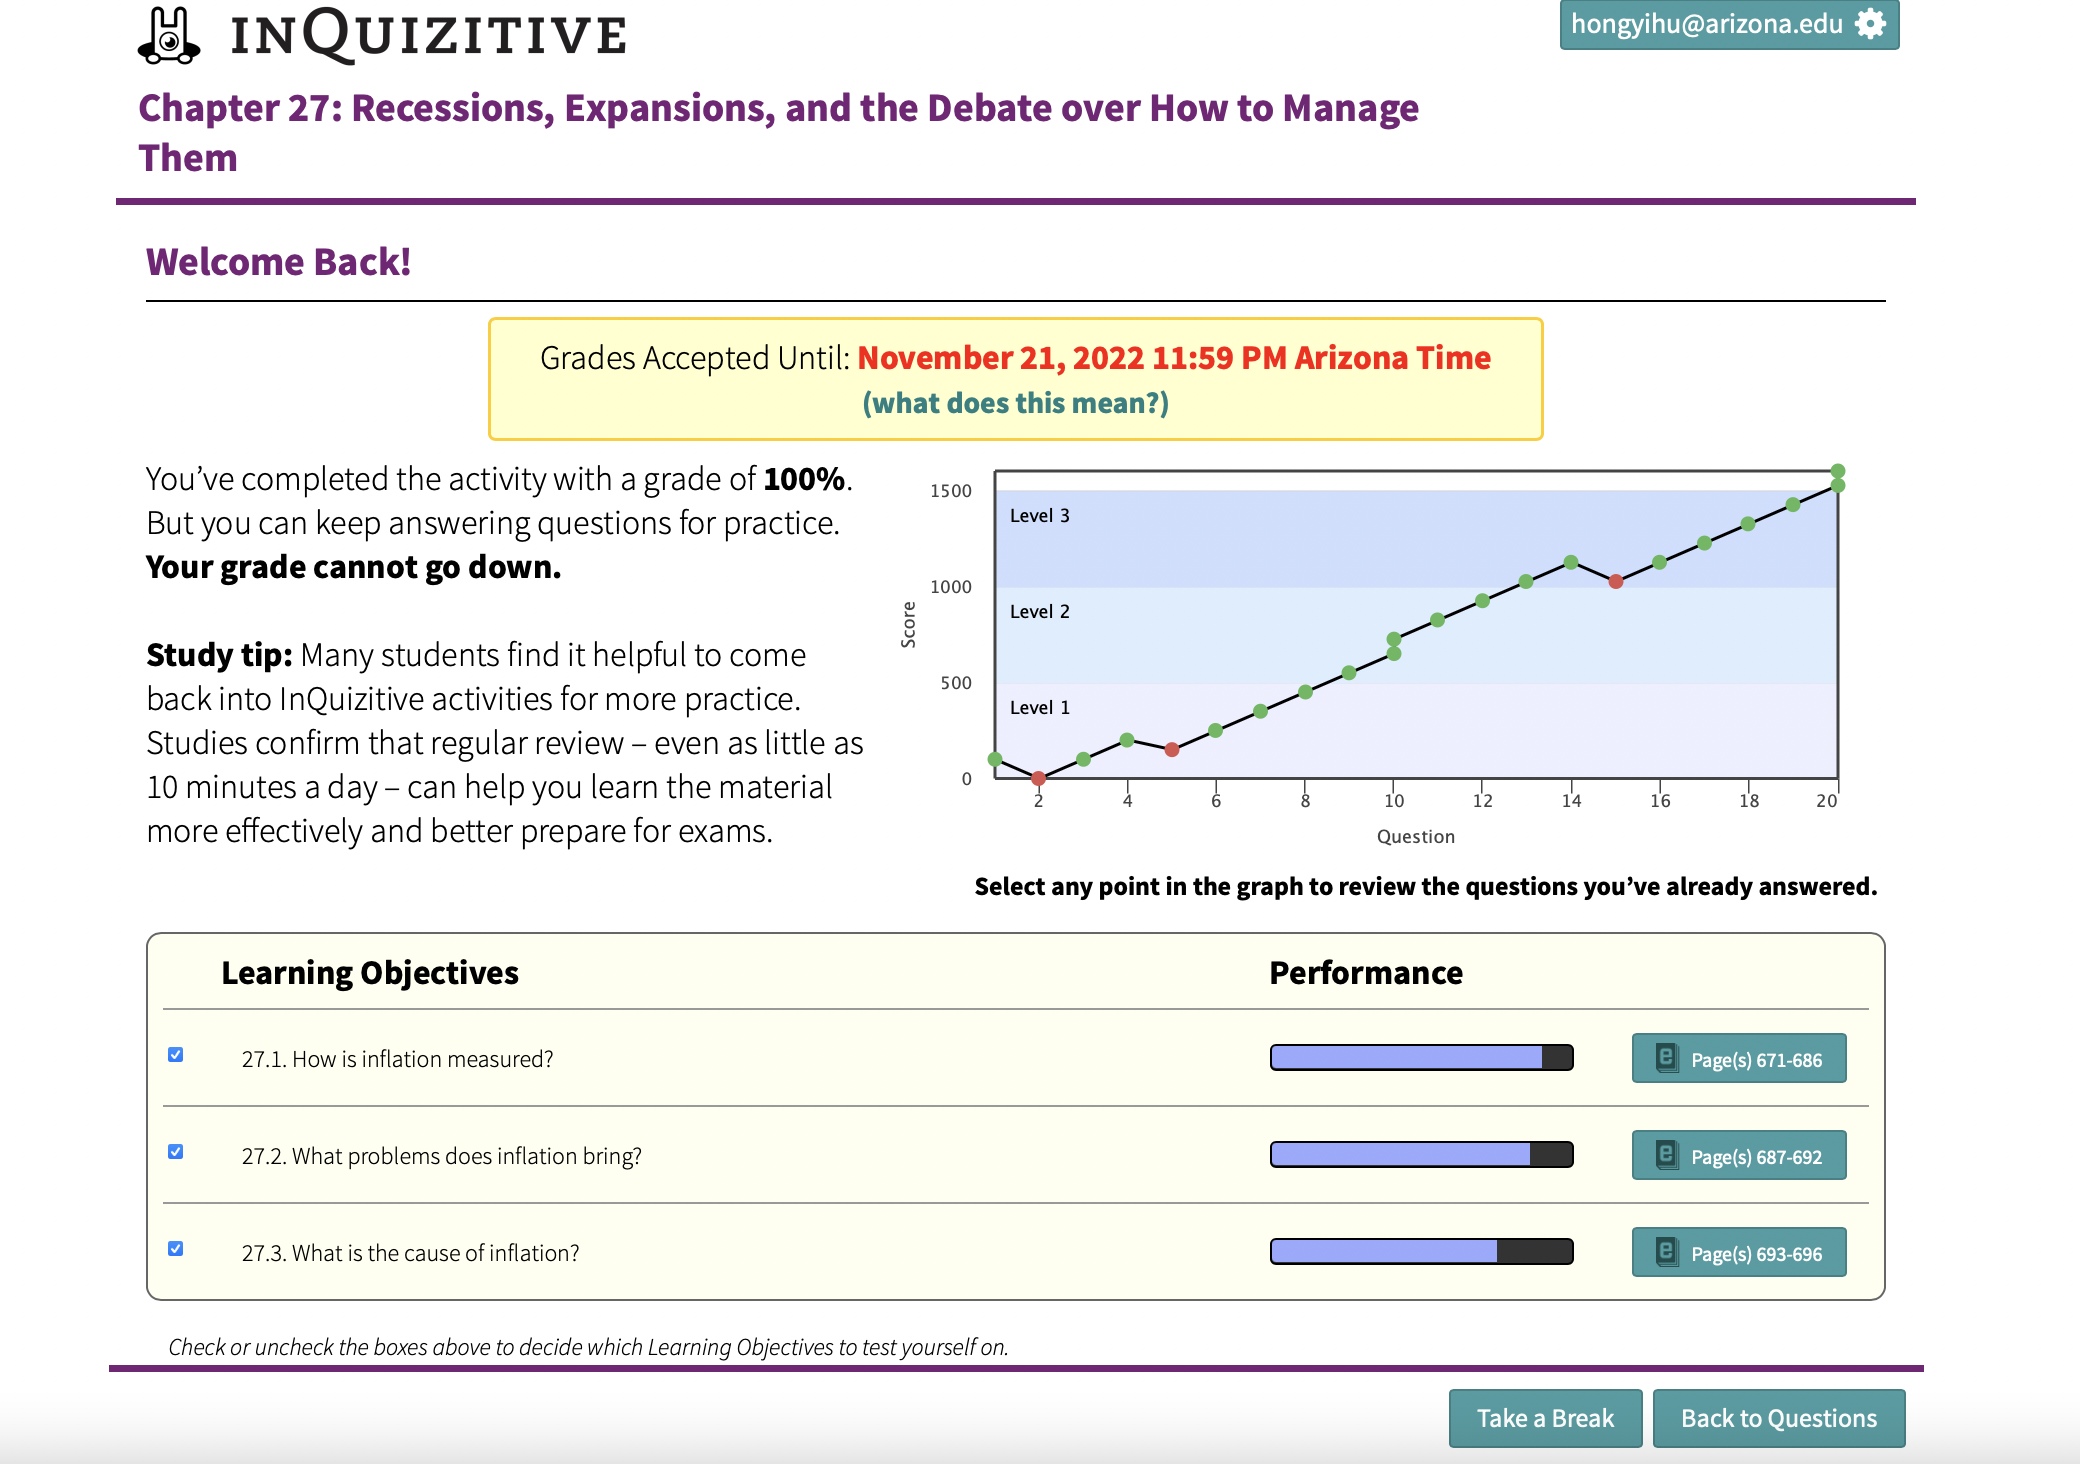 INQUIZITIVE
hongyihu@arizona.edu
Chapter 27: Recessions, Expansions, and the Debate over How to Manage
Them
Welcome Back!
Grades Accepted Until: November 21, 2022 11:59 PM Arizona Time
(what does this mean?)
You've completed the activity with a grade of 100%.
But you can keep answering questions for practice.
Your grade cannot go down.
Study tip: Many students find it helpful to come
back into InQuizitive activities for more practice.
Studies confirm that regular review – even as little as
10 minutes a day – can help you learn the material
more effectively and better prepare for exams.
1500
Level 3
1000
Level 2
Score
500
Level 1
0
2 4 6 8 10 12 14 16 18 20
Question
Select any point in the graph to review the questions you've already answered.
Learning Objectives Performance
27.1. How is inflation measured? Page(s) 671-686
27.2. What problems does inflation bring? Page(s) 687-692
27.3. What is the cause of inflation? Page(s) 693-696
Check or uncheck the boxes above to decide which Learning Objectives to test yourself on.
Take a Break Back to Questions